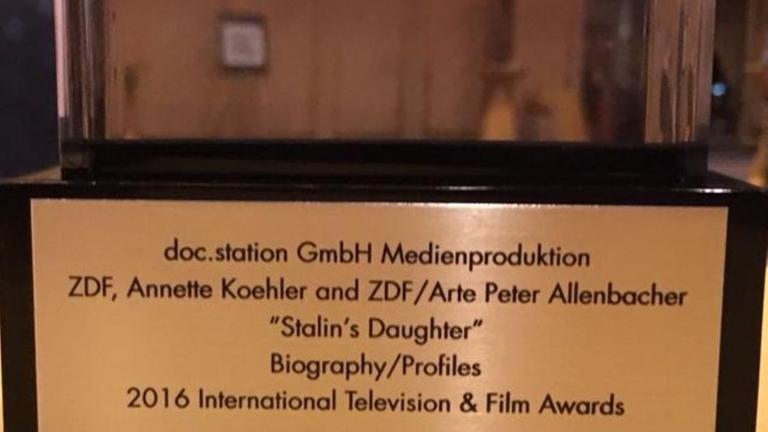 doc.station GmbH Medienproduktion
ZDF, Annette Koehler and ZDF/Arte Peter Allenbacher
"Stalin's Daughter"
Biography/Profiles
2016 International Television & Film Awards